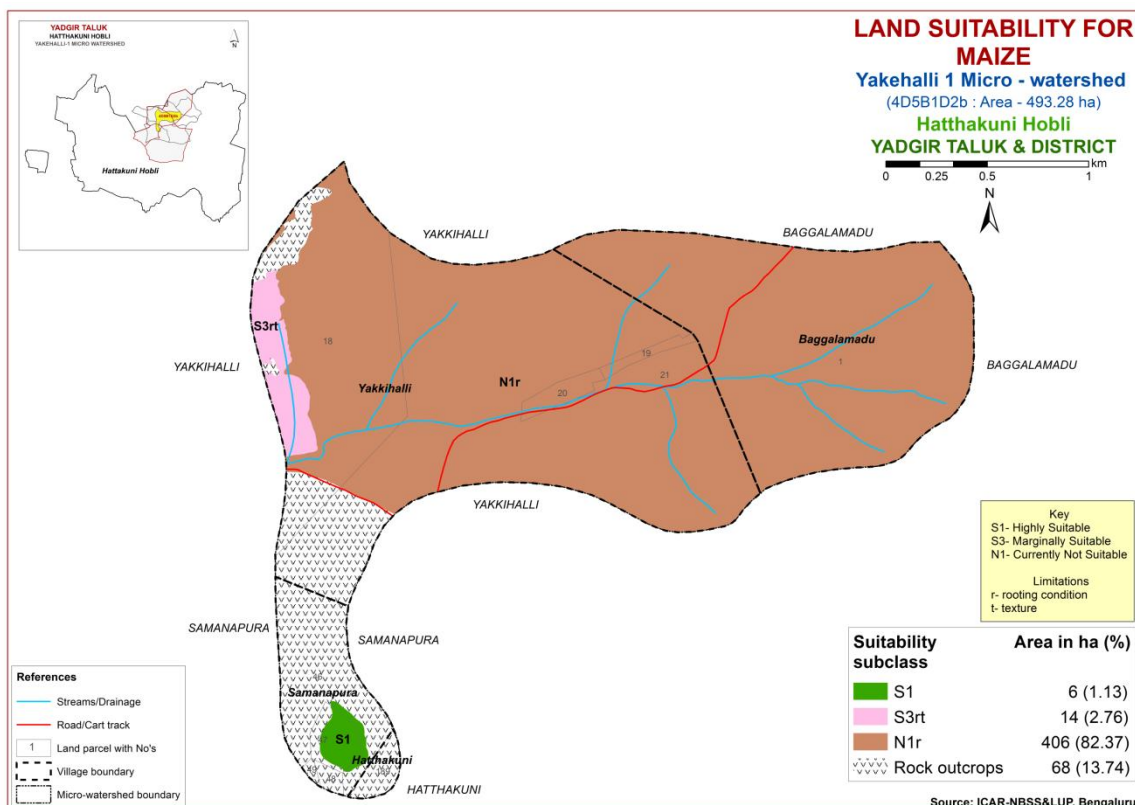 YADGIR TALUK
HATTHAKUNI HOBLI
YAKEHALLI-1 MICRO WATERSHED
N
Hattakuni Hobli
LAND SUITABILITY FOR
MAIZE
Yakehalli 1 Micro - watershed
(4D5B1D2b : Area - 493.28 ha)
Hatthakuni Hobli
YADGIR TALUK & DISTRICT
km
0 0.25 0.5 1
N
YAKKIHALLI
BAGGALAMADU
S3rt
18
YAKKIHALLI
Yakkihalli
N1r
19
20
21
Baggalamadu
1
BAGGALAMADU
YAKKIHALLI
SAMANAPURA
SAMANAPURA
46
Samanapura
S1
Hatthakuni
49
48
HATTHAKUNI
Key
S1- Highly Suitable
S3- Marginally Suitable
N1- Currently Not Suitable
Limitations
r- rooting condition
t- texture
Suitability subclass Area in ha (%)
S1 6 (1.13)
S3rt 14 (2.76)
N1r 406 (82.37)
Rock outcrops 68 (13.74)
References
Streams/Drainage
Road/Cart track
1 Land parcel with No's
Village boundary
Micro-watershed boundary
Source: ICAR-NBSS&LUP, Bengaluru